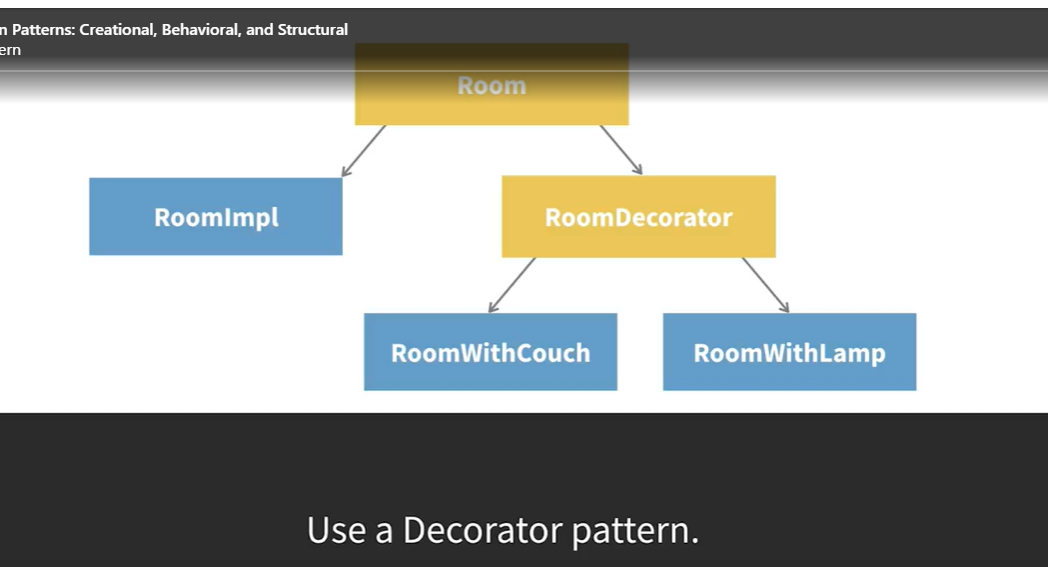 n Patterns: Creational, Behavioral, and Structural
ern
Room
RoomImpl
RoomDecorator
RoomWithCouch
RoomWithLamp
Use a Decorator pattern.